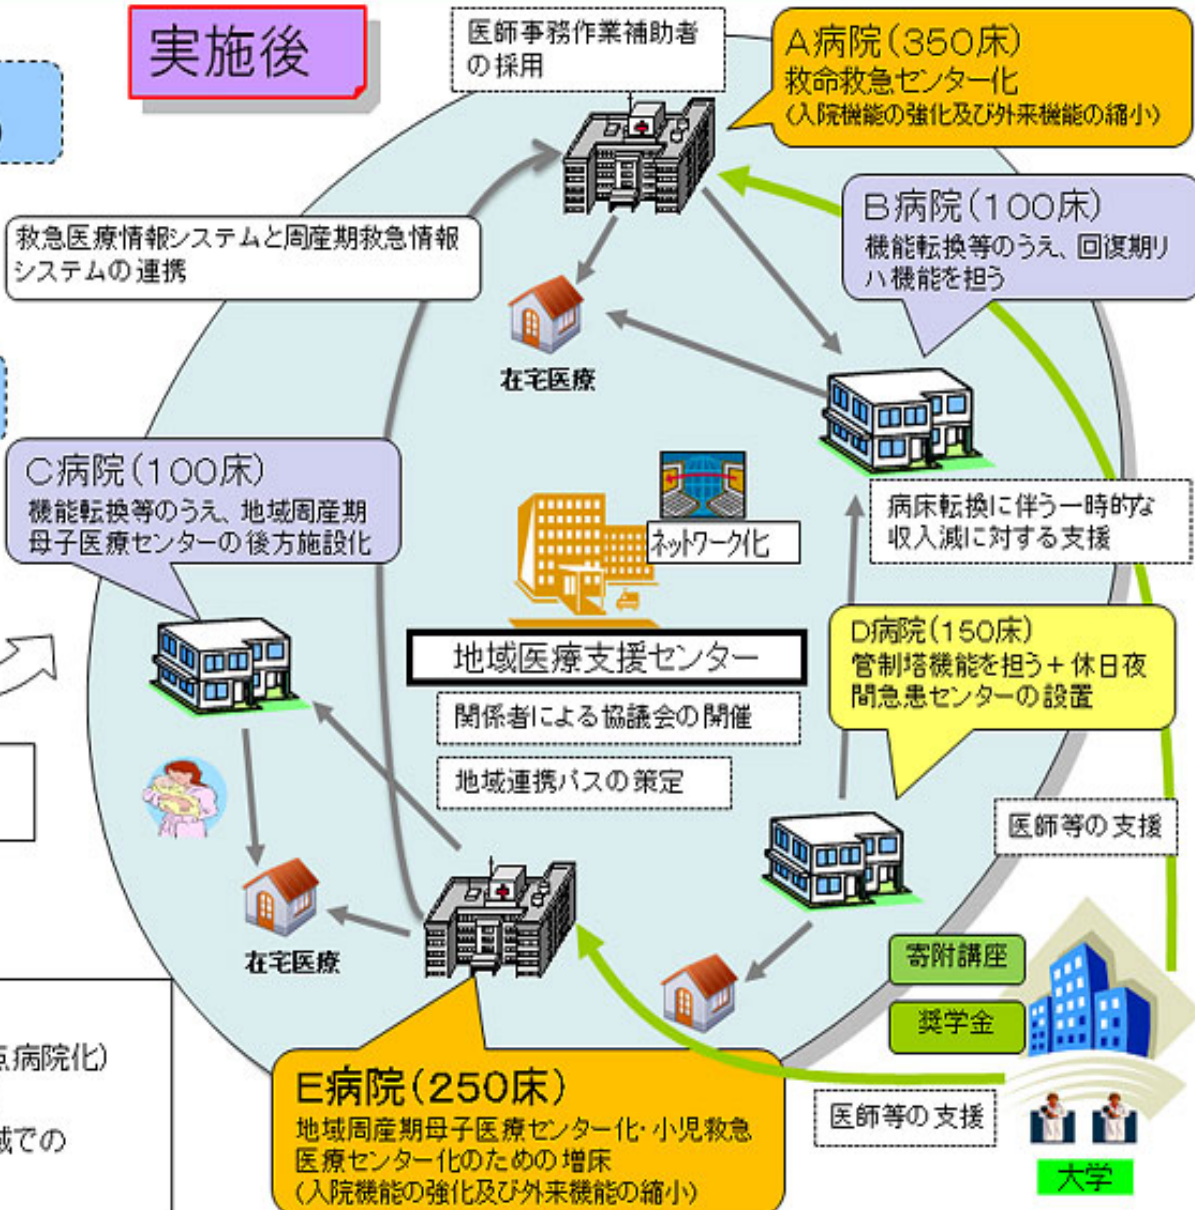 実施後
医師事務作業補助者
の採用
A病院(350床)
救命救急センター化
(入院機能の強化及び外来機能の縮小)
B病院(100床)
機能転換等のうえ、回復期リ
ハ機能を担う
救急医療情報システムと周産期救急情報
システムの連携
在宅医療
C病院(100床)
機能転換等のうえ、地域周産期
母子医療センターの後方施設化
ネットワーク化
病床転換に伴う一時的な
収入減に対する支援
地域医療支援センター
関係者による協議会の開催
地域連携パスの策定
D病院(150床)
管制塔機能を担う+休日夜
間急患センターの設置
医師等の支援
在宅医療
寄附講座
奨学金
点病院化)
域での
E病院(250床)
地域周産期母子医療センター化・小児救急
医療センター化のための増床
(入院機能の強化及び外来機能の縮小)
医師等の支援
大学